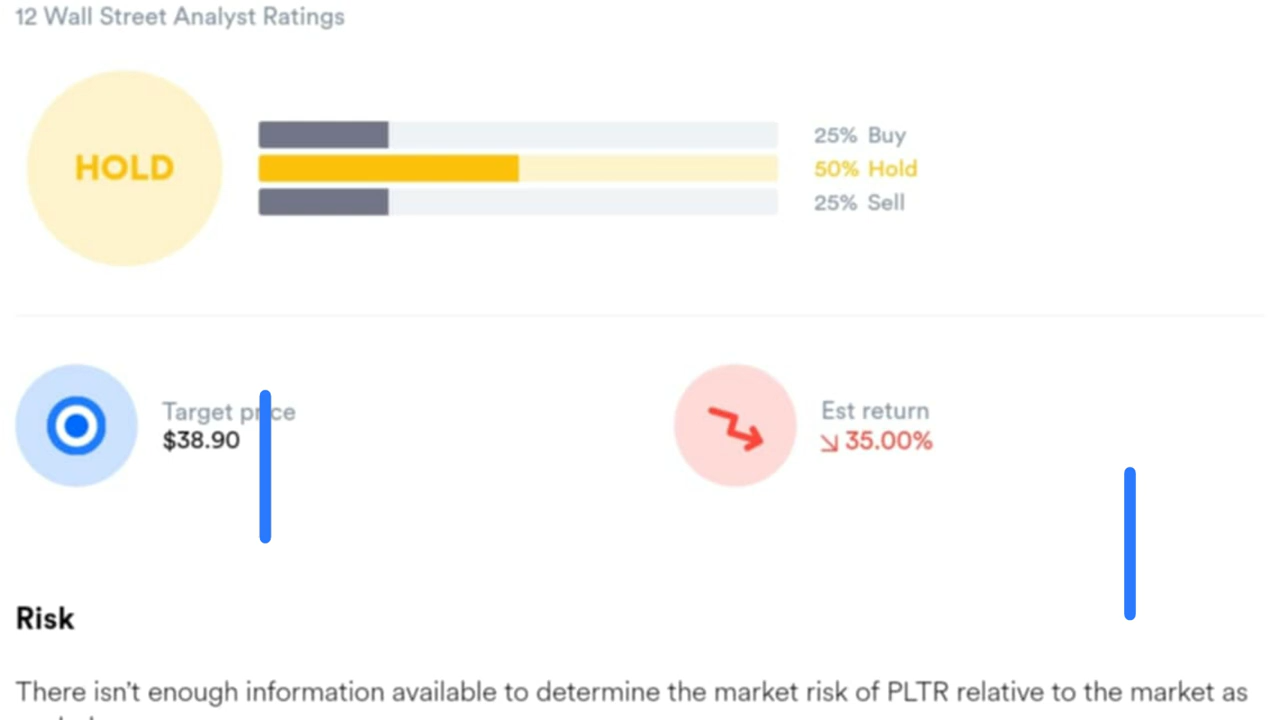 12 Wall Street Analyst Ratings
HOLD
25% Buy
50% Hold
25% Sell
Target price
$38.90
Est return
↘ 35.00%
Risk
There isn't enough information available to determine the market risk of PLTR relative to the market as